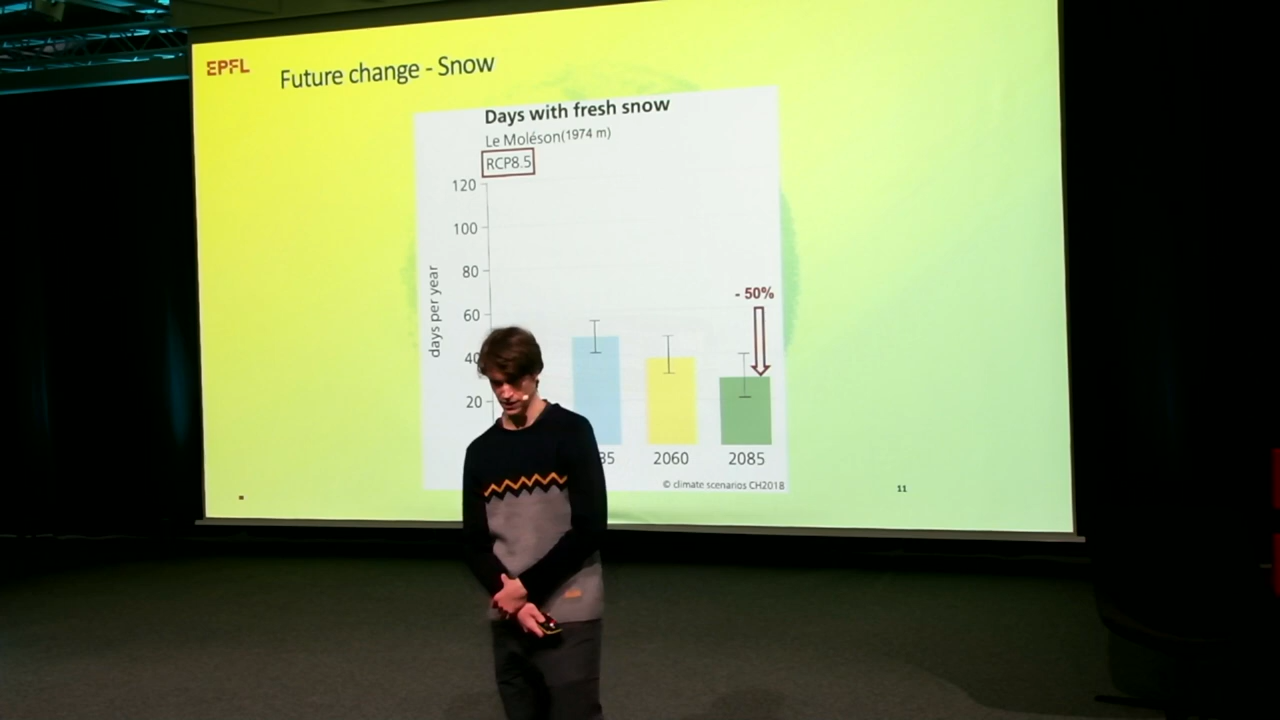 EPFL
Future change - Snow
Days with fresh snow
Le Moléson(1974 m)
RCP8.5
120
100
80
60
40
20
days per year
- 50%
35 2060 2085
© climate scenarios CH2018
11